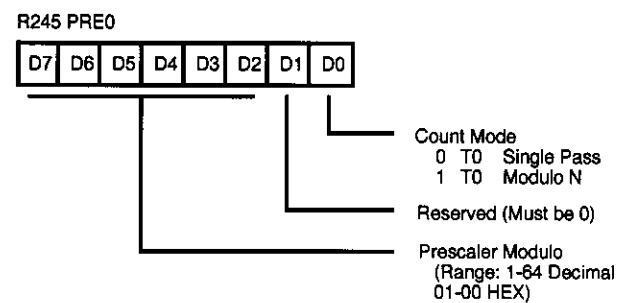 R245 PRE0
D7 D6 D5 D4 D3 D2 D1 D0
Count Mode
0 T0 Single Pass
1 T0 Modulo N
Reserved (Must be 0)
Prescaler Modulo
(Range: 1-64 Decimal
01-00 HEX)